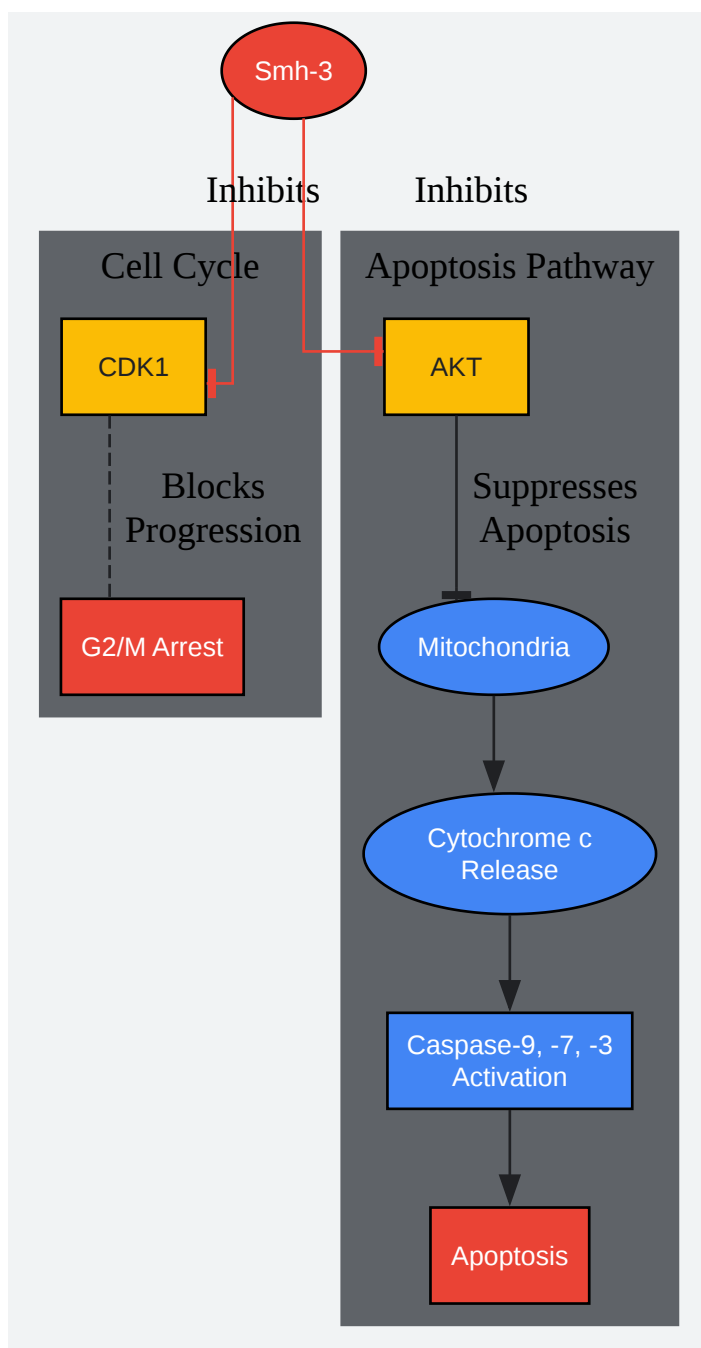 Smh-3
Inhibits
Inhibits
Cell Cycle
Apoptosis Pathway
CDK1
AKT
Blocks
Progression
Suppresses
Apoptosis
G2/M Arrest
Mitochondria
Cytochrome c
Release
Caspase-9, -7, -3
Activation
Apoptosis